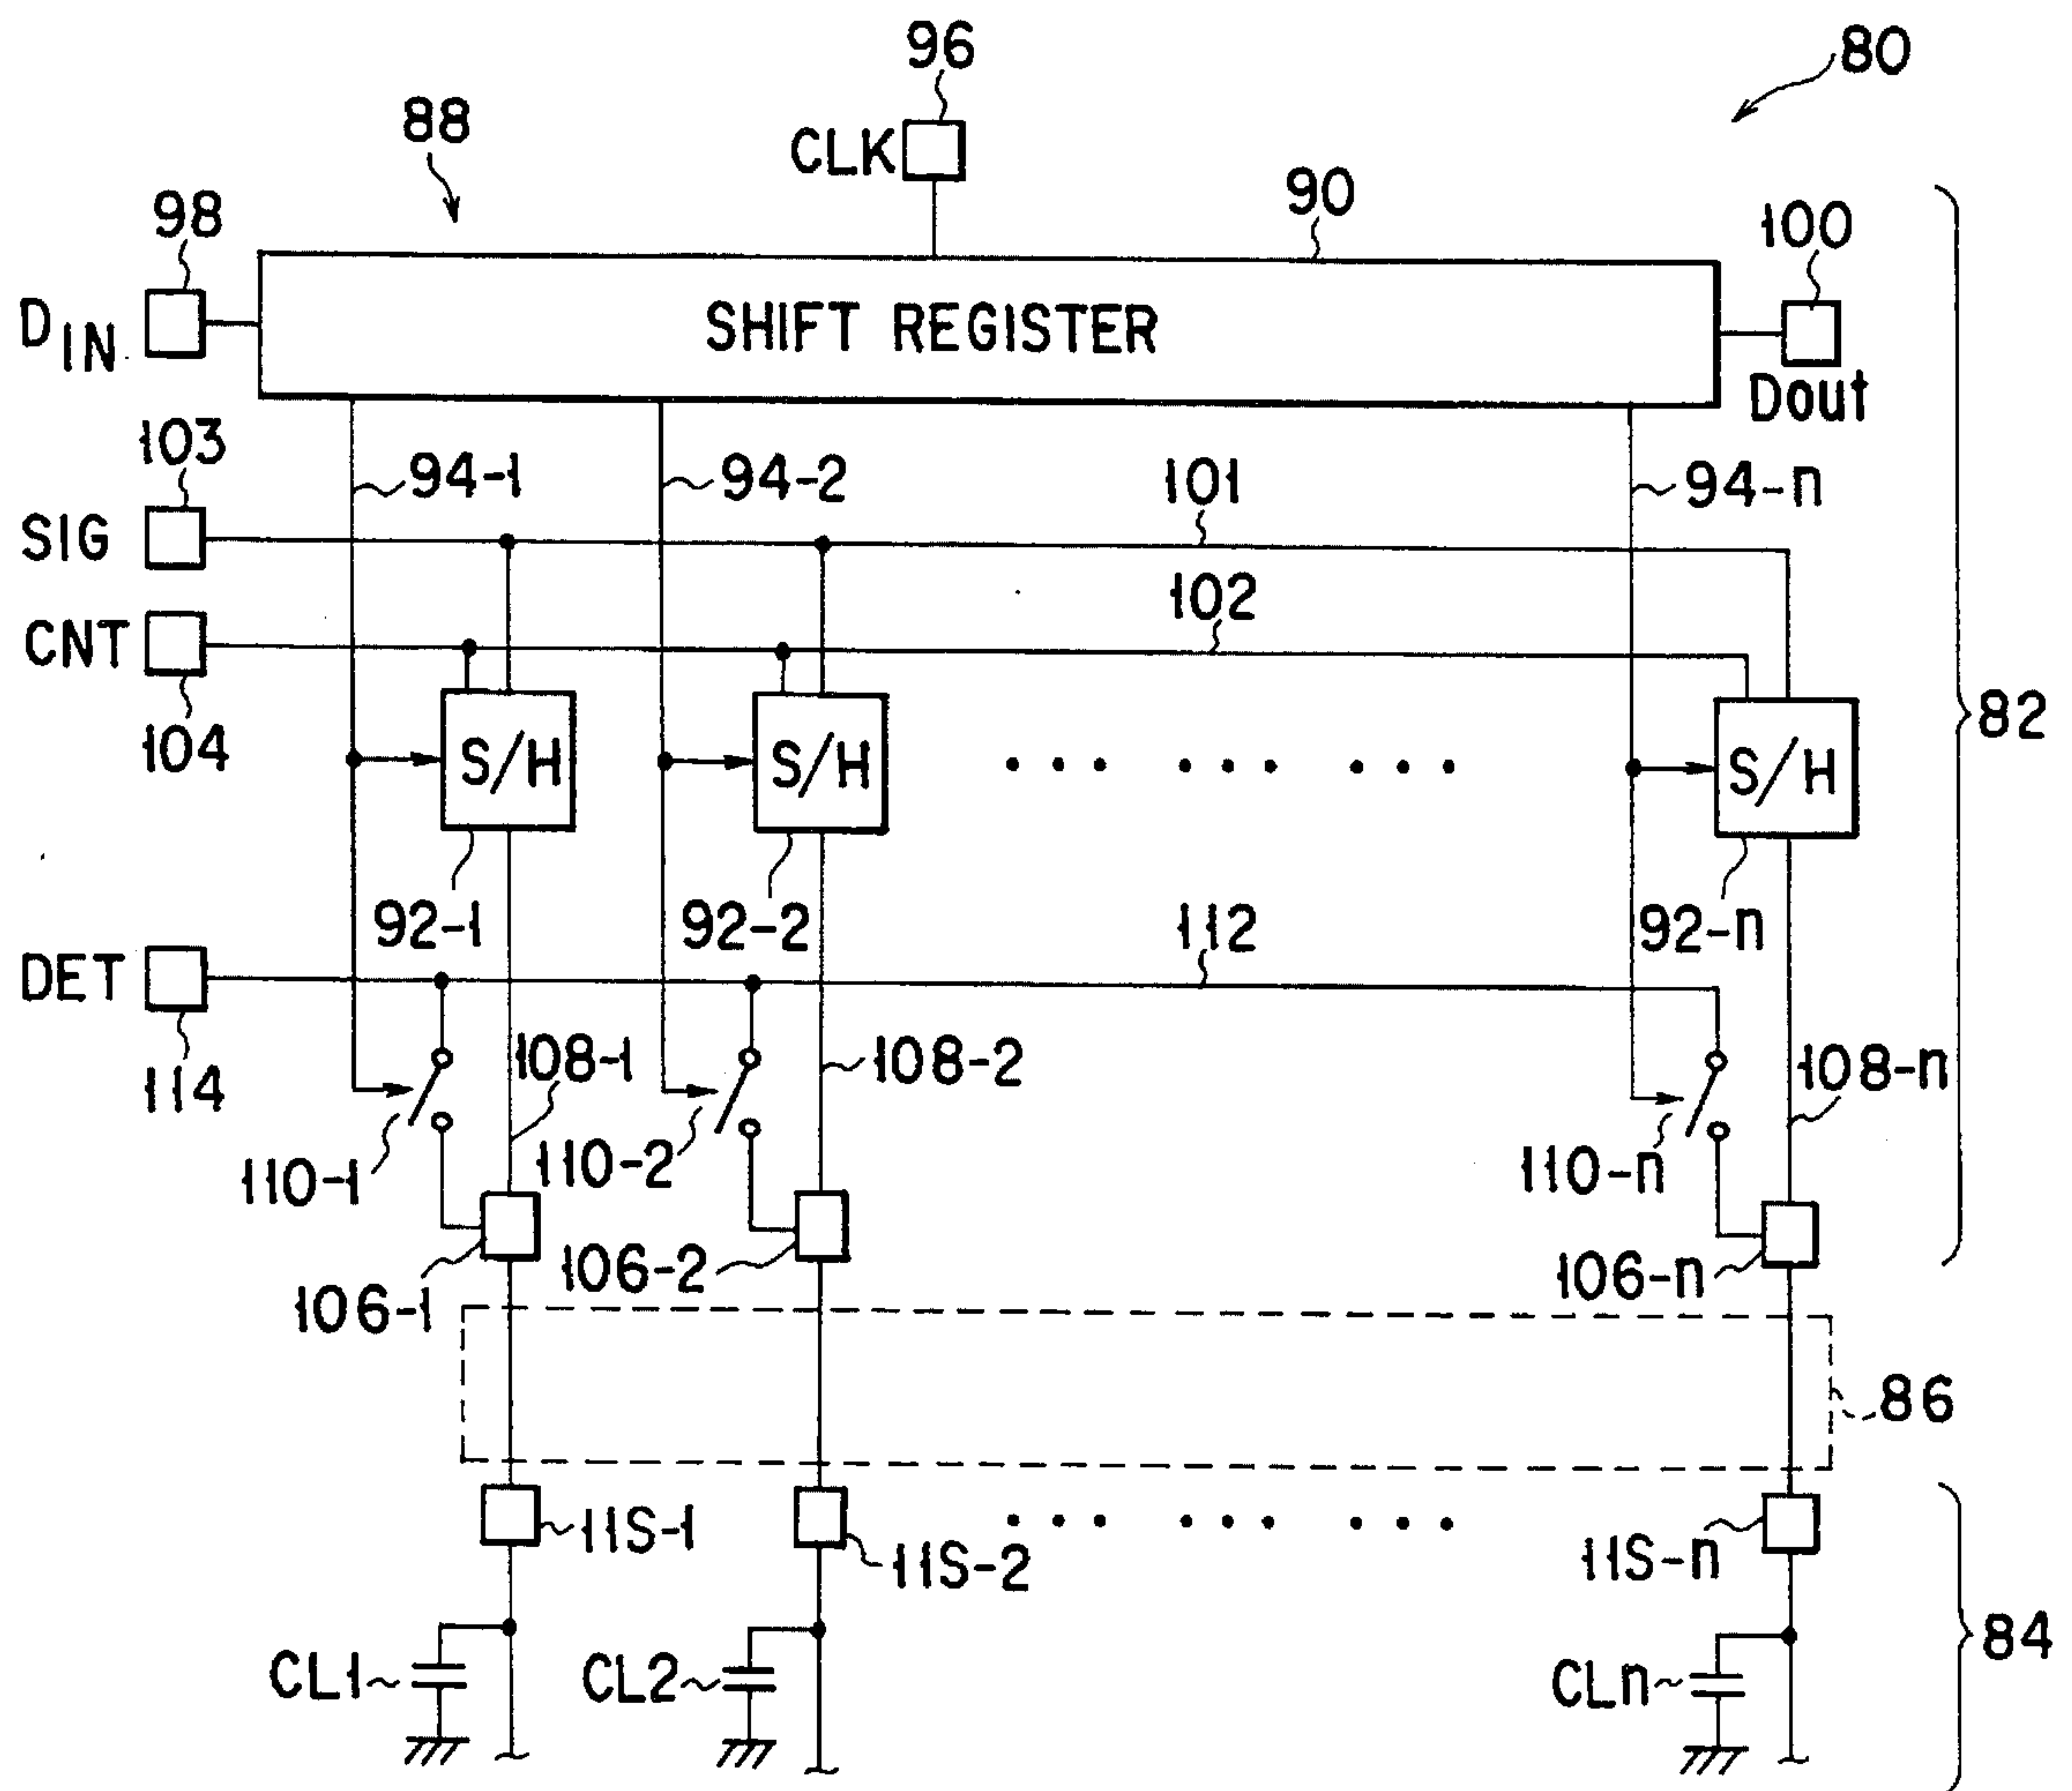 96
80
88
CLK
90
98
100
D_IN
SHIFT REGISTER
Dout
103
94-1
94-2
101
94-n
SIG
102
CNT
104
S/H
S/H
S/H
82
92-1
92-2
92-n
112
DET
114
108-1
108-2
108-n
110-1
110-2
110-n
106-1
106-2
106-n
86
11S-1
11S-2
11S-n
84
CL1
CL2
CLn